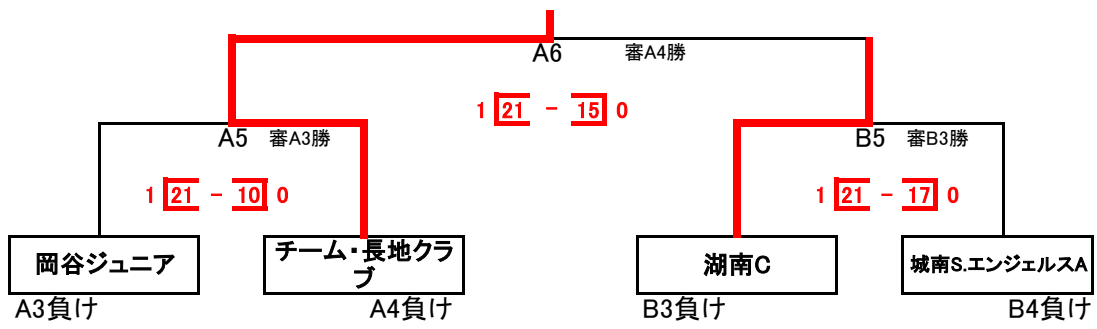 A6 審A4勝
1 21 - 15 0
A5 審A3勝
B5 審B3勝
1 21 - 10 0
1 21 - 17 0
岡谷ジュニア
チーム・長地クラ
ブ
湖南C
城南S.エンジェルスA
A3負け
A4負け
B3負け
B4負け